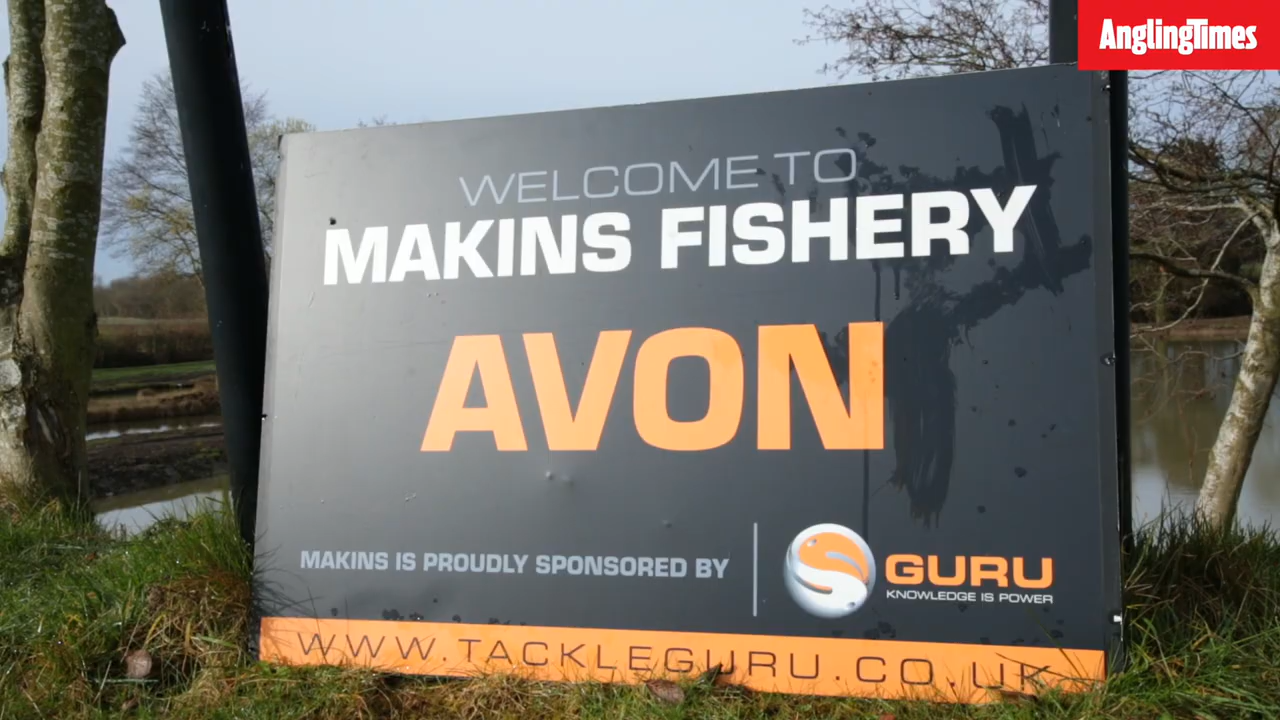 AnglingTimes
WELCOME TO
MAKINS FISHERY
AVON
MAKINS IS PROUDLY SPONSORED BY
GURU
KNOWLEDGE IS POWER
WWW.TACKLEGURU.CO.UK